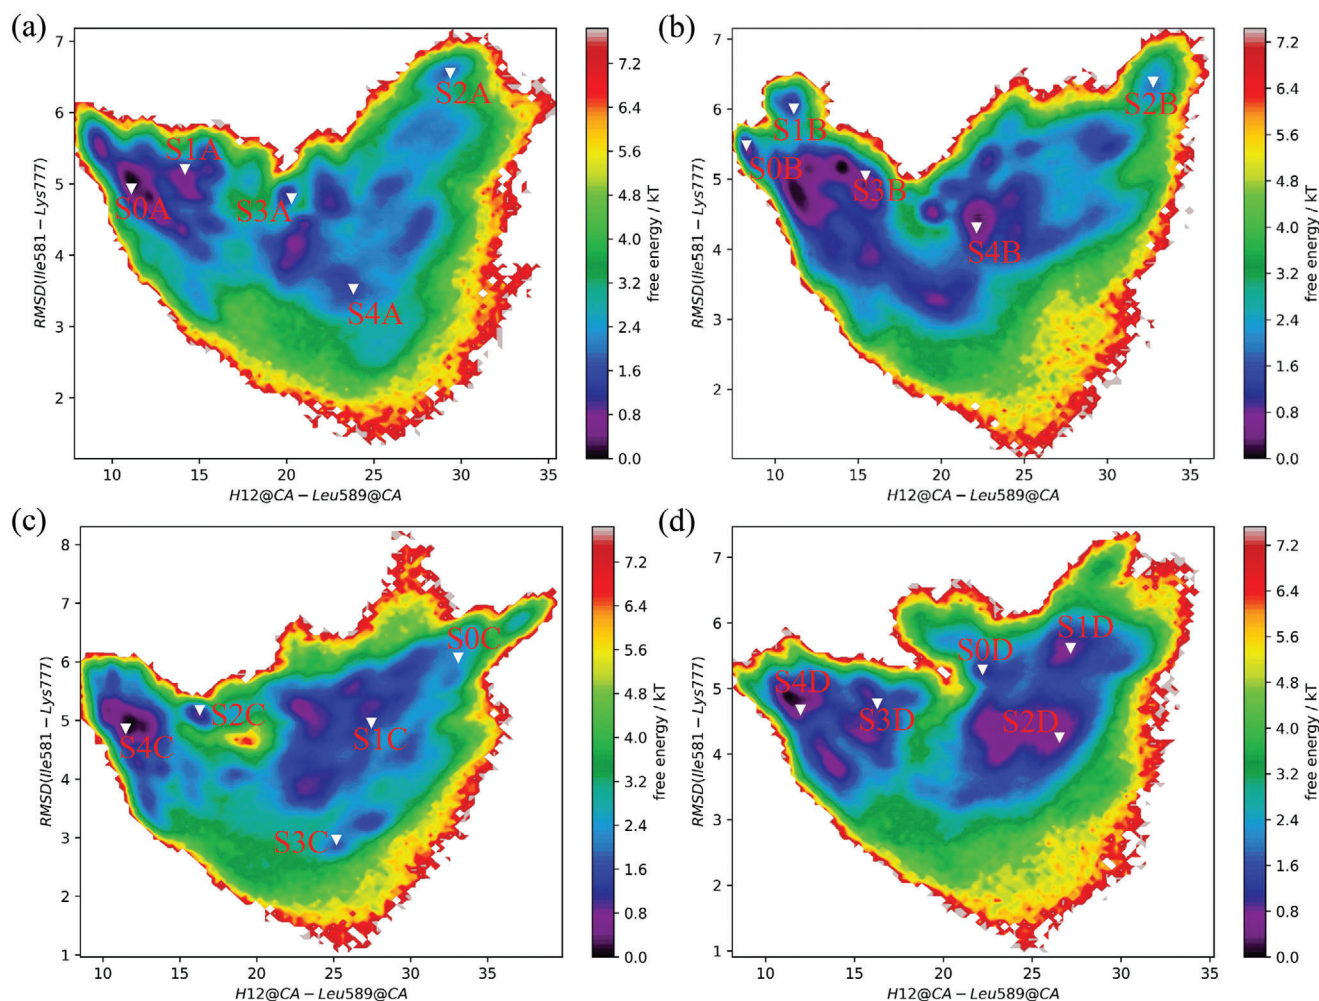 (a)
7
6
5
4
3
2
RMSD(Ile581−Lys777)
S0A
S1A
S2A
S3A
S4A
10 15 20 25 30 35
H12@CA−Leu589@CA
7.2
6.4
5.6
4.8
4.0
3.2
2.4
1.6
0.8
0.0
free energy / kT
(b)
7
6
5
4
3
2
RMSD(Ile581−Lys777)
S0B
S1B
S2B
S3B
S4B
10 15 20 25 30 35
H12@CA−Leu589@CA
7.2
6.4
5.6
4.8
4.0
3.2
2.4
1.6
0.8
0.0
free energy / kT
(c)
8
7
6
5
4
3
2
1
RMSD(Ile581−Lys777)
S0C
S1C
S2C
S3C
S4C
10 15 20 25 30 35
H12@CA−Leu589@CA
7.2
6.4
5.6
4.8
4.0
3.2
2.4
1.6
0.8
0.0
free energy / kT
(d)
7
6
5
4
3
2
1
RMSD(Ile581−Lys777)
S0D
S1D
S2D
S3D
S4D
10 15 20 25 30 35
H12@CA−Leu589@CA
7.2
6.4
5.6
4.8
4.0
3.2
2.4
1.6
0.8
0.0
free energy / kT